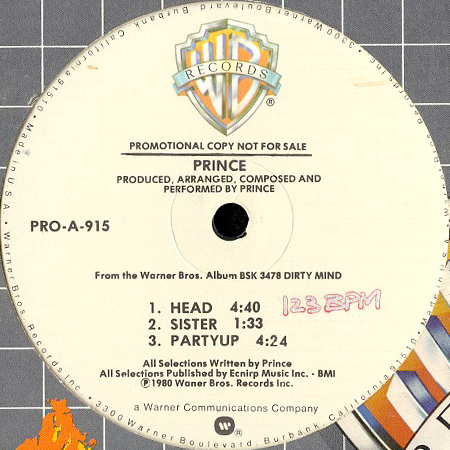 WB
RECORDS
®
PROMOTIONAL COPY NOT FOR SALE
PRINCE
PRODUCED, ARRANGED, COMPOSED AND
PERFORMED BY PRINCE
PRO-A-915
From the Warner Bros. Album BSK 3478 DIRTY MIND
1. HEAD 4:40 123 BPM
2. SISTER 1:33
3. PARTYUP 4:24
All Selections Written by Prince
All Selections Published by Ecnirp Music Inc. - BMI
Ⓟ1980 Waner Bros. Records Inc.
a Warner Communications Company
®
Made in U.S.A. • Warner Bros. Records Inc. • 3300 Warner Boulevard, Burbank, California 91510 •